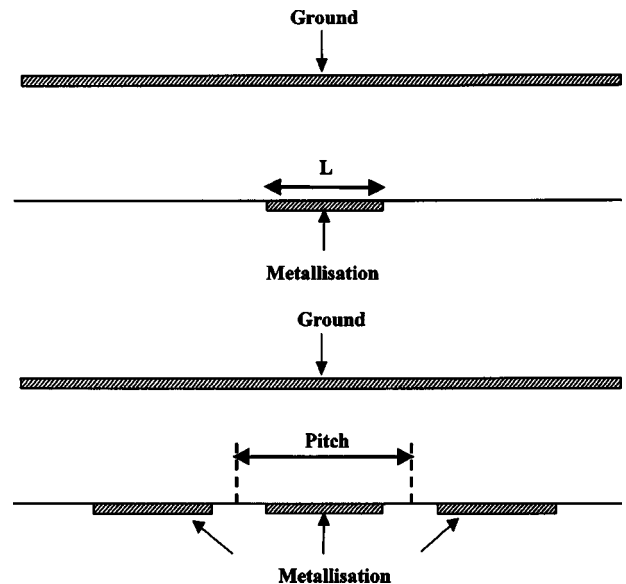 Ground
L
Metallisation
Ground
Pitch
Metallisation